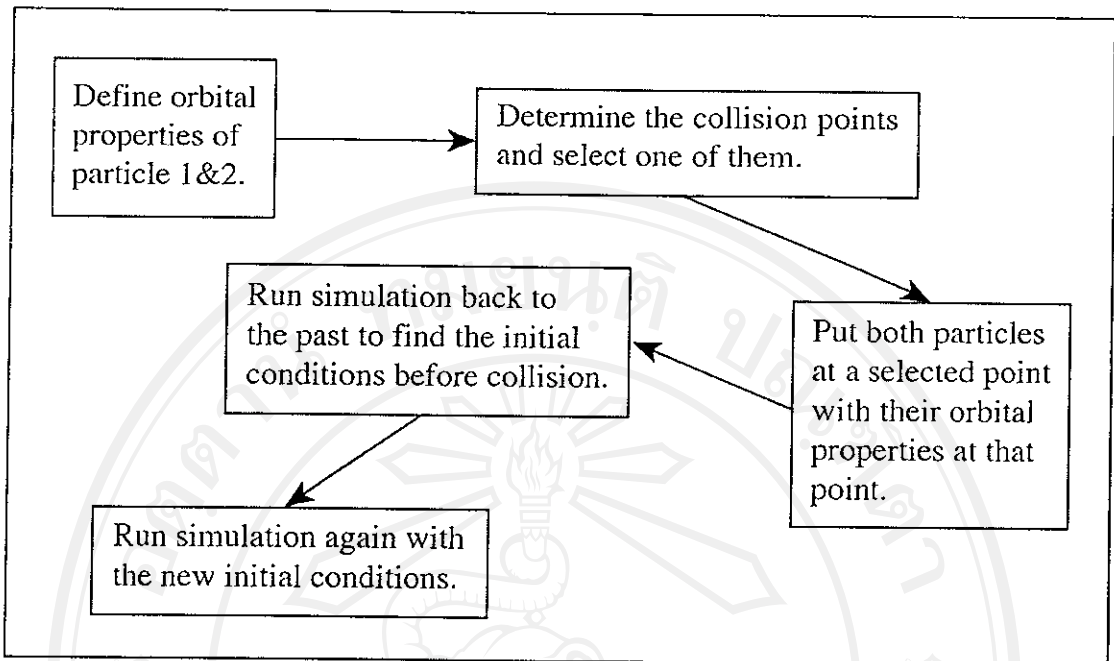 Define orbital
properties of
particle 1&2.
Determine the collision points
and select one of them.
Put both particles
at a selected point
with their orbital
properties at that
point.
Run simulation back to
the past to find the initial
conditions before collision.
Run simulation again with
the new initial conditions.